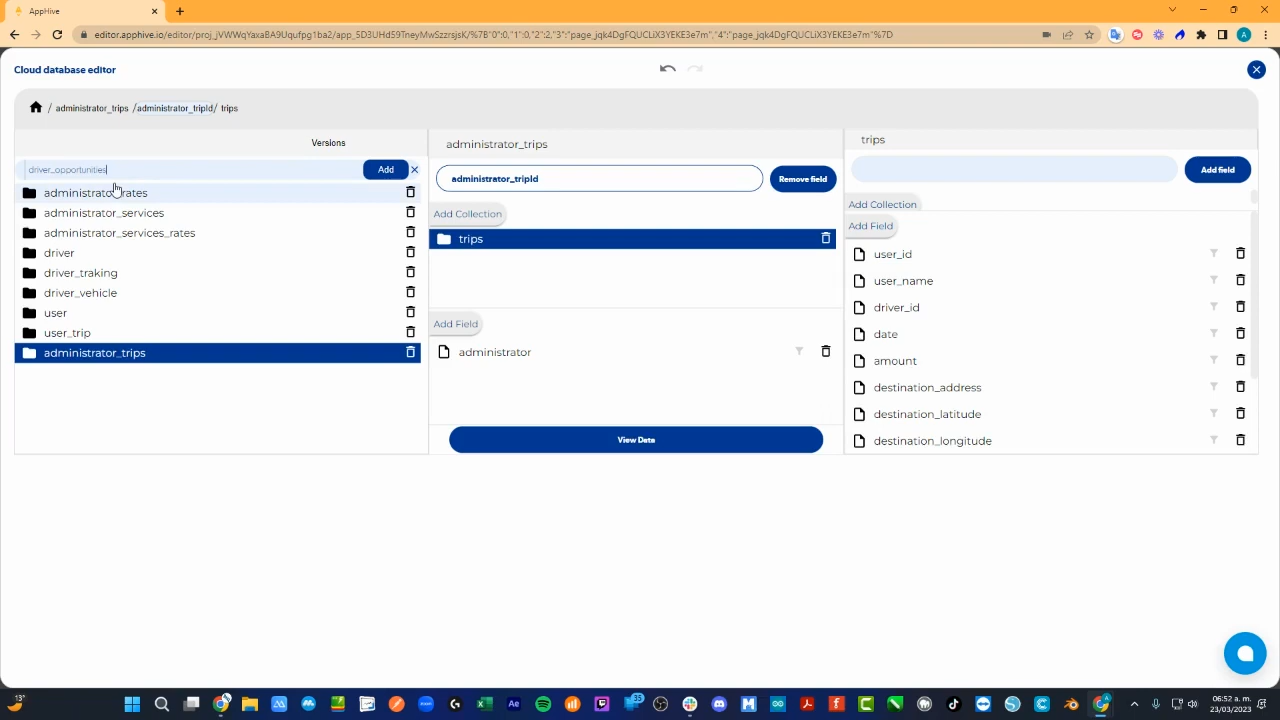 AppHive
editor.apphive.io/editor/proj_jVWWqYaxaBA9Uqufpg1ba2/app_5D3UHd59TneyMwSzzrsjsK/%7B"0":0,"1":0,"2":2,"3":"page_jqk4DgFQUCLiX3YEKE3e7m","4":"page_jqk4DgFQUCLiX3YEKE3e7m"%7D
Cloud database editor
/ administrator_trips / administrator_tripId / trips
Versions
driver_opportunities
Add
administrator_rates
administrator_services
administrator_services_rates
driver
driver_traking
driver_vehicle
user
user_trip
administrator_trips
administrator_trips
administrator_tripId
Remove field
Add Collection
trips
Add Field
administrator
View Data
trips
Add field
Add Collection
Add Field
user_id
user_name
driver_id
date
amount
destination_address
destination_latitude
destination_longitude
13°
35
06:52 a.m.
23/03/2023